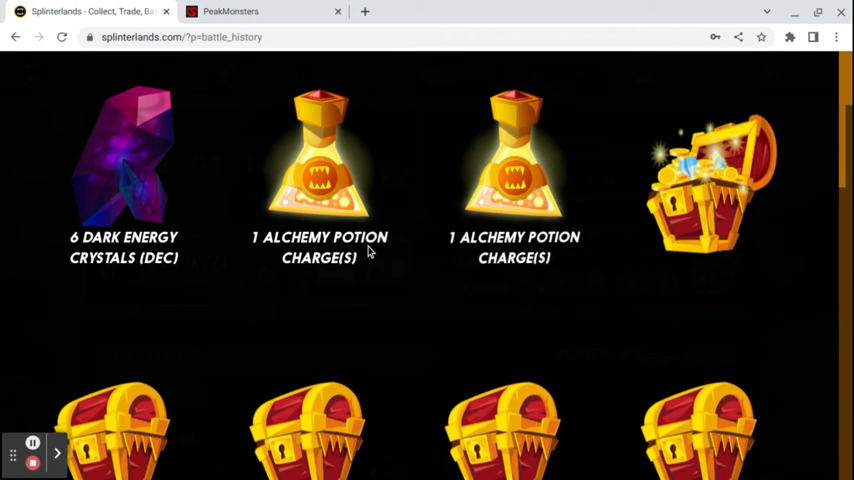 Splinterlands - Collect, Trade, Ba
PeakMonsters
splinterlands.com/?p=battle_history
6 DARK ENERGY
CRYSTALS (DEC)
1 ALCHEMY POTION
CHARGE(S)
1 ALCHEMY POTION
CHARGE(S)